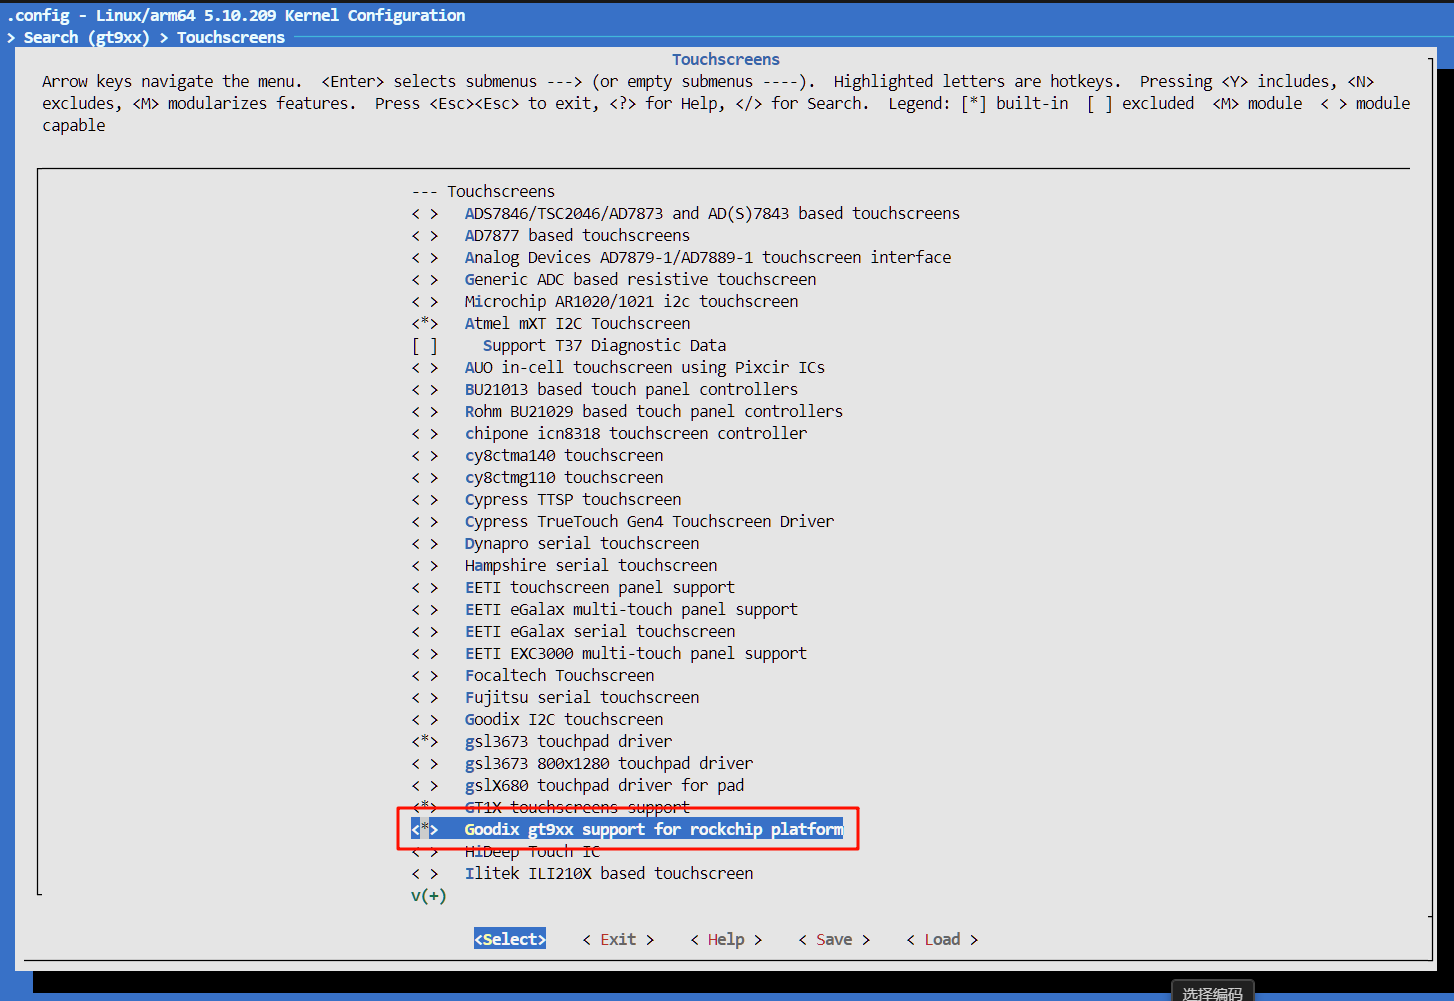 .config - Linux/arm64 5.10.209 Kernel Configuration
> Search (gt9xx) > Touchscreens
Touchscreens
Arrow keys navigate the menu.  <Enter> selects submenus ---> (or empty submenus ----).  Highlighted letters are hotkeys.  Pressing <Y> includes, <N>
excludes, <M> modularizes features.  Press <Esc><Esc> to exit, <?> for Help, </> for Search.  Legend: [*] built-in  [ ] excluded  <M> module  < > module
capable
--- Touchscreens
< >   ADS7846/TSC2046/AD7873 and AD(S)7843 based touchscreens
< >   AD7877 based touchscreens
< >   Analog Devices AD7879-1/AD7889-1 touchscreen interface
< >   Generic ADC based resistive touchscreen
< >   Microchip AR1020/1021 i2c touchscreen
<*>   Atmel mXT I2C Touchscreen
[ ]     Support T37 Diagnostic Data
< >   AUO in-cell touchscreen using Pixcir ICs
< >   BU21013 based touch panel controllers
< >   Rohm BU21029 based touch panel controllers
< >   chipone icn8318 touchscreen controller
< >   cy8ctma140 touchscreen
< >   cy8ctmg110 touchscreen
< >   Cypress TTSP touchscreen
< >   Cypress TrueTouch Gen4 Touchscreen Driver
< >   Dynapro serial touchscreen
< >   Hampshire serial touchscreen
< >   EETI touchscreen panel support
< >   EETI eGalax multi-touch panel support
< >   EETI eGalax serial touchscreen
< >   EETI EXC3000 multi-touch panel support
< >   Focaltech Touchscreen
< >   Fujitsu serial touchscreen
< >   Goodix I2C touchscreen
<*>   gsl3673 touchpad driver
< >   gsl3673 800x1280 touchpad driver
< >   gslX680 touchpad driver for pad
<*>   GT1X touchscreens support
<*>   Goodix gt9xx support for rockchip platform
< >   HiDeep Touch IC
< >   Ilitek ILI210X based touchscreen
v(+)
<Select>    < Exit >    < Help >    < Save >    < Load >
选择编码